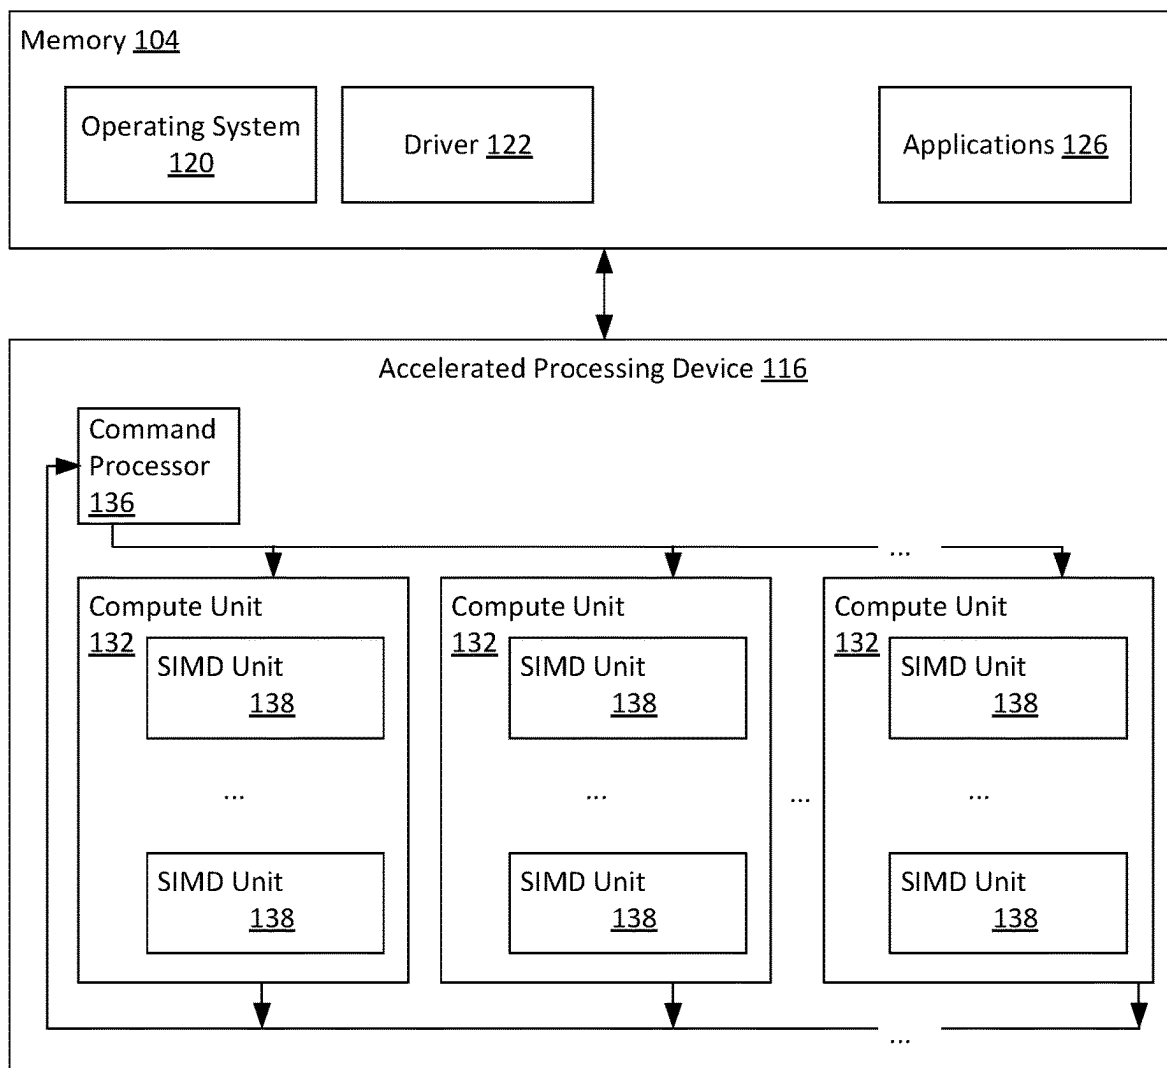 Memory 104
Operating System
120
Driver 122
Applications 126
Accelerated Processing Device 116
Command
Processor
136
...
Compute Unit
132
SIMD Unit
138
...
SIMD Unit
138
Compute Unit
132
SIMD Unit
138
...
SIMD Unit
138
...
Compute Unit
132
SIMD Unit
138
...
SIMD Unit
138
...